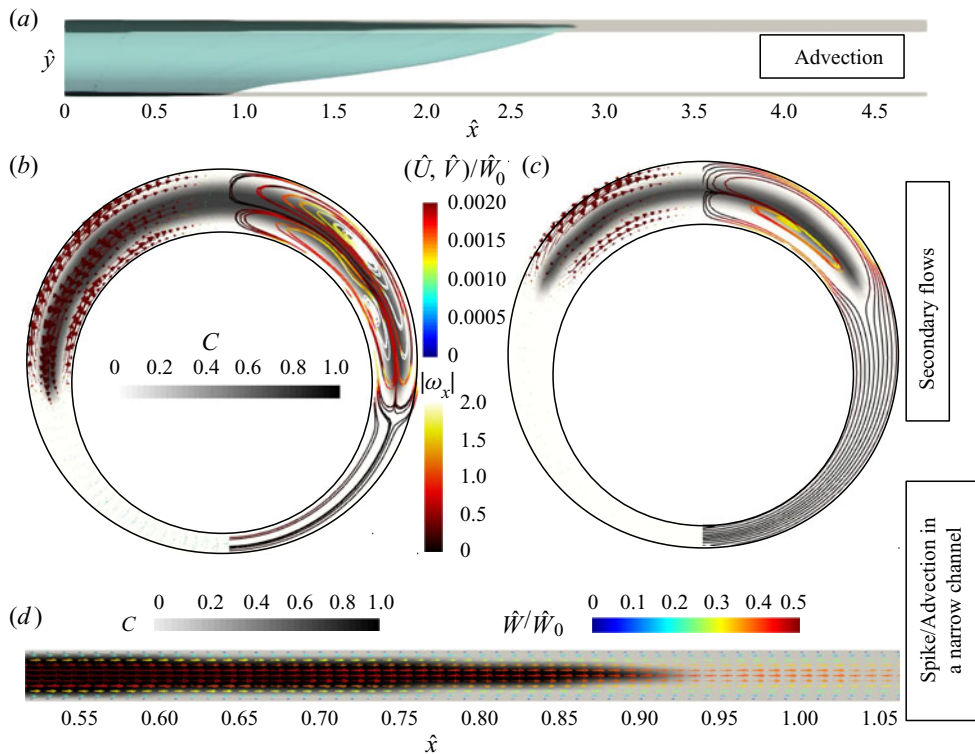 (a)
ŷ
Advection
0 0.5 1.0 1.5 2.0 2.5 3.0 3.5 4.0 4.5
x̂
(b)
(Û, V̂)/Ŵ₀
(c)
0.0020
0.0015
0.0010
0.0005
0
C
0 0.2 0.4 0.6 0.8 1.0
|ωₓ|
2.0
1.5
1.0
0.5
0
Secondary flows
(d)
C 0 0.2 0.4 0.6 0.8 1.0
Ŵ/Ŵ₀
0 0.1 0.2 0.3 0.4 0.5
Spike/Advection in
a narrow channel
0.55 0.60 0.65 0.70 0.75 0.80 0.85 0.90 0.95 1.00 1.05
x̂